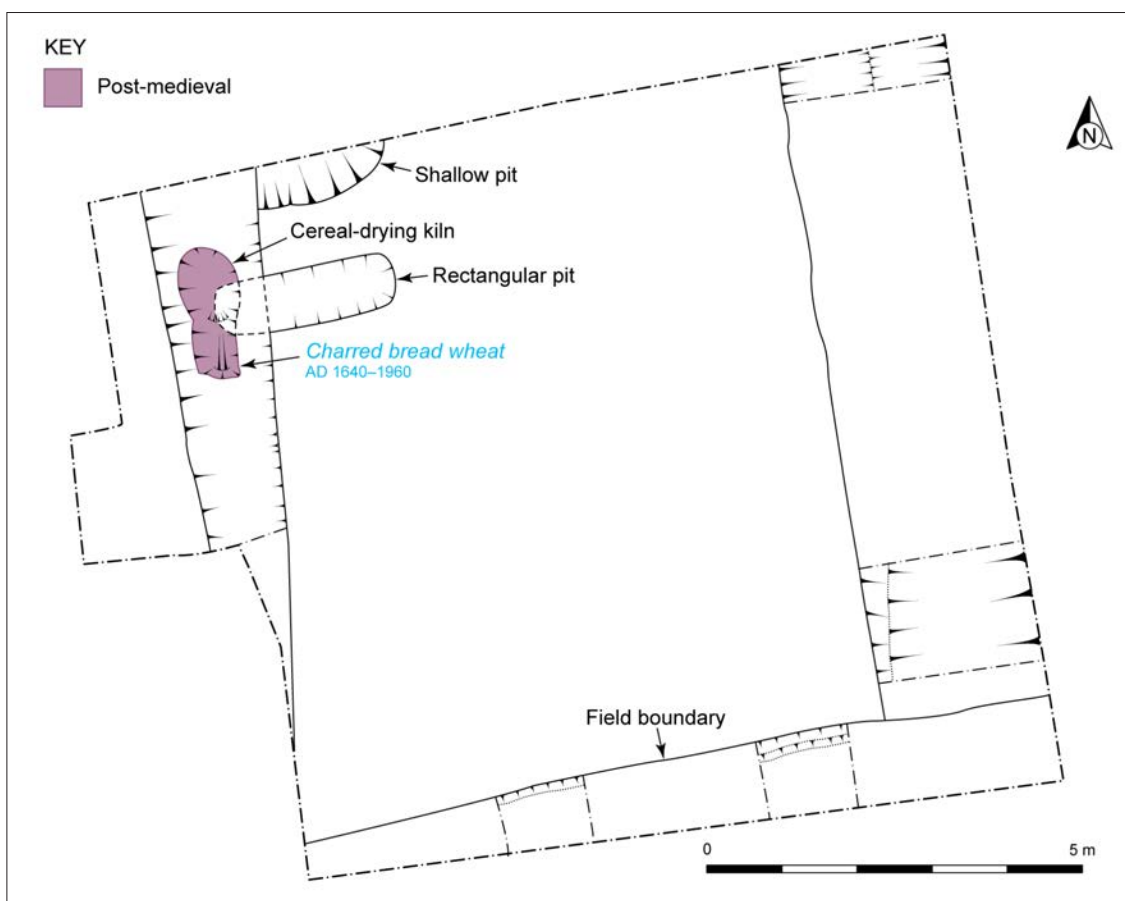 KEY
Post-medieval
N
Shallow pit
Cereal-drying kiln
Rectangular pit
Charred bread wheat
AD 1640–1960
Field boundary
0 5 m